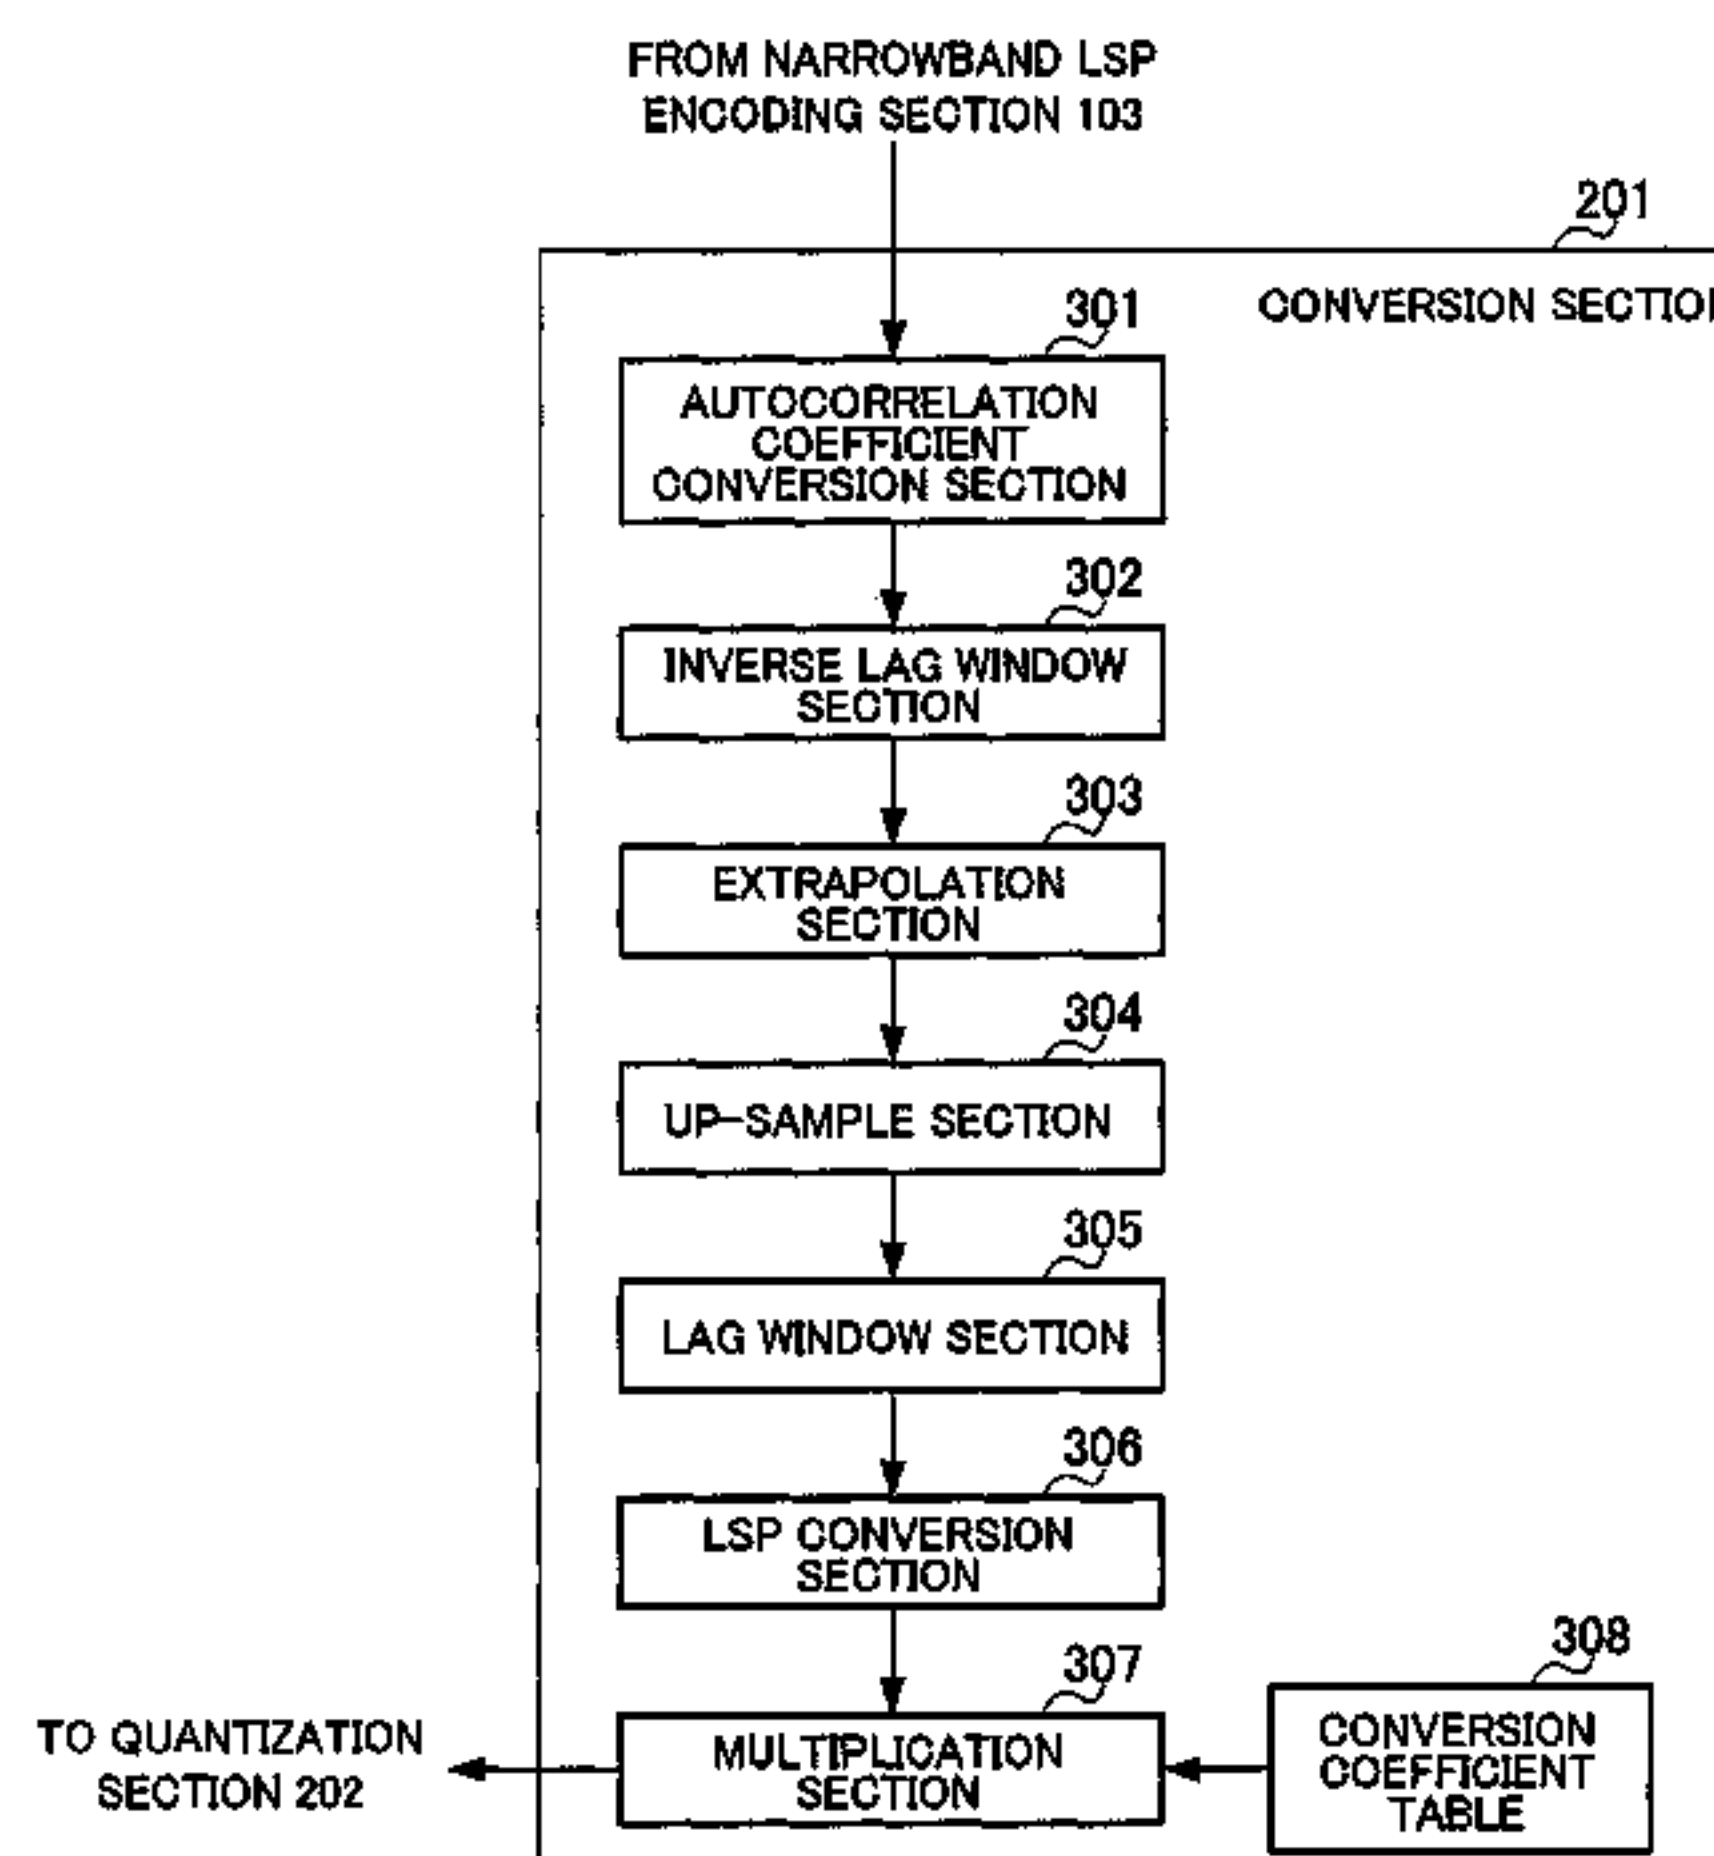 FROM NARROWBAND LSP
ENCODING SECTION 103
201
CONVERSION SECTION
301
AUTOCORRELATION
COEFFICIENT
CONVERSION SECTION
302
INVERSE LAG WINDOW
SECTION
303
EXTRAPOLATION
SECTION
304
UP-SAMPLE SECTION
305
LAG WINDOW SECTION
306
LSP CONVERSION
SECTION
307
MULTIPLICATION
SECTION
308
CONVERSION
COEFFICIENT
TABLE
TO QUANTIZATION
SECTION 202